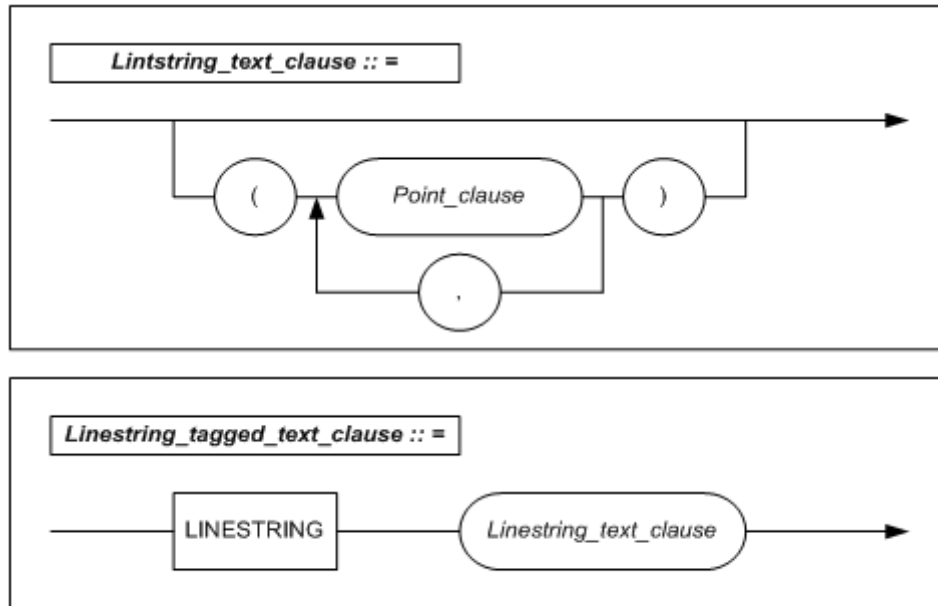 Lintstring_text_clause :: =
( Point_clause )
,
Linestring_tagged_text_clause :: =
LINESTRING Linestring_text_clause